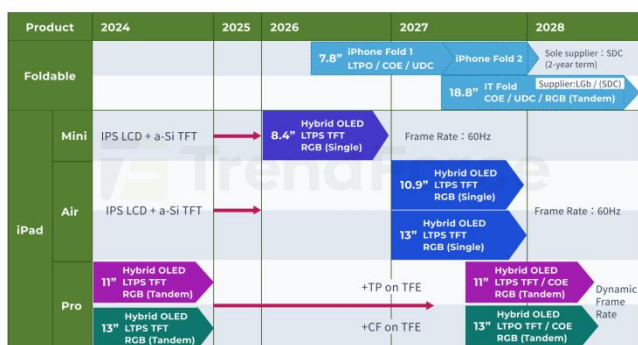 Product 2024 2025 2026 2027 2028
Foldable
7.8” iPhone Fold 1
LTPO / COE / UDC
iPhone Fold 2
Sole supplier：SDC
(2-year term)
18.8” IT Fold
COE / UDC / RGB (Tandem)
Supplier:LGb / (SDC)
iPad
Mini
IPS LCD + a-Si TFT
8.4” Hybrid OLED
LTPS TFT
RGB (Single)
Frame Rate：60Hz
TrendForce
Air
IPS LCD + a-Si TFT
10.9” Hybrid OLED
LTPS TFT
RGB (Single)
13” Hybrid OLED
LTPS TFT
RGB (Single)
Frame Rate：60Hz
Pro
11” Hybrid OLED
LTPS TFT
RGB (Tandem)
13” Hybrid OLED
LTPS TFT
RGB (Tandem)
+TP on TFE
+CF on TFE
11” Hybrid OLED
LTPS TFT / COE
RGB (Tandem)
13” Hybrid OLED
LTPO TFT / COE
RGB (Tandem)
Dynamic
Frame
Rate